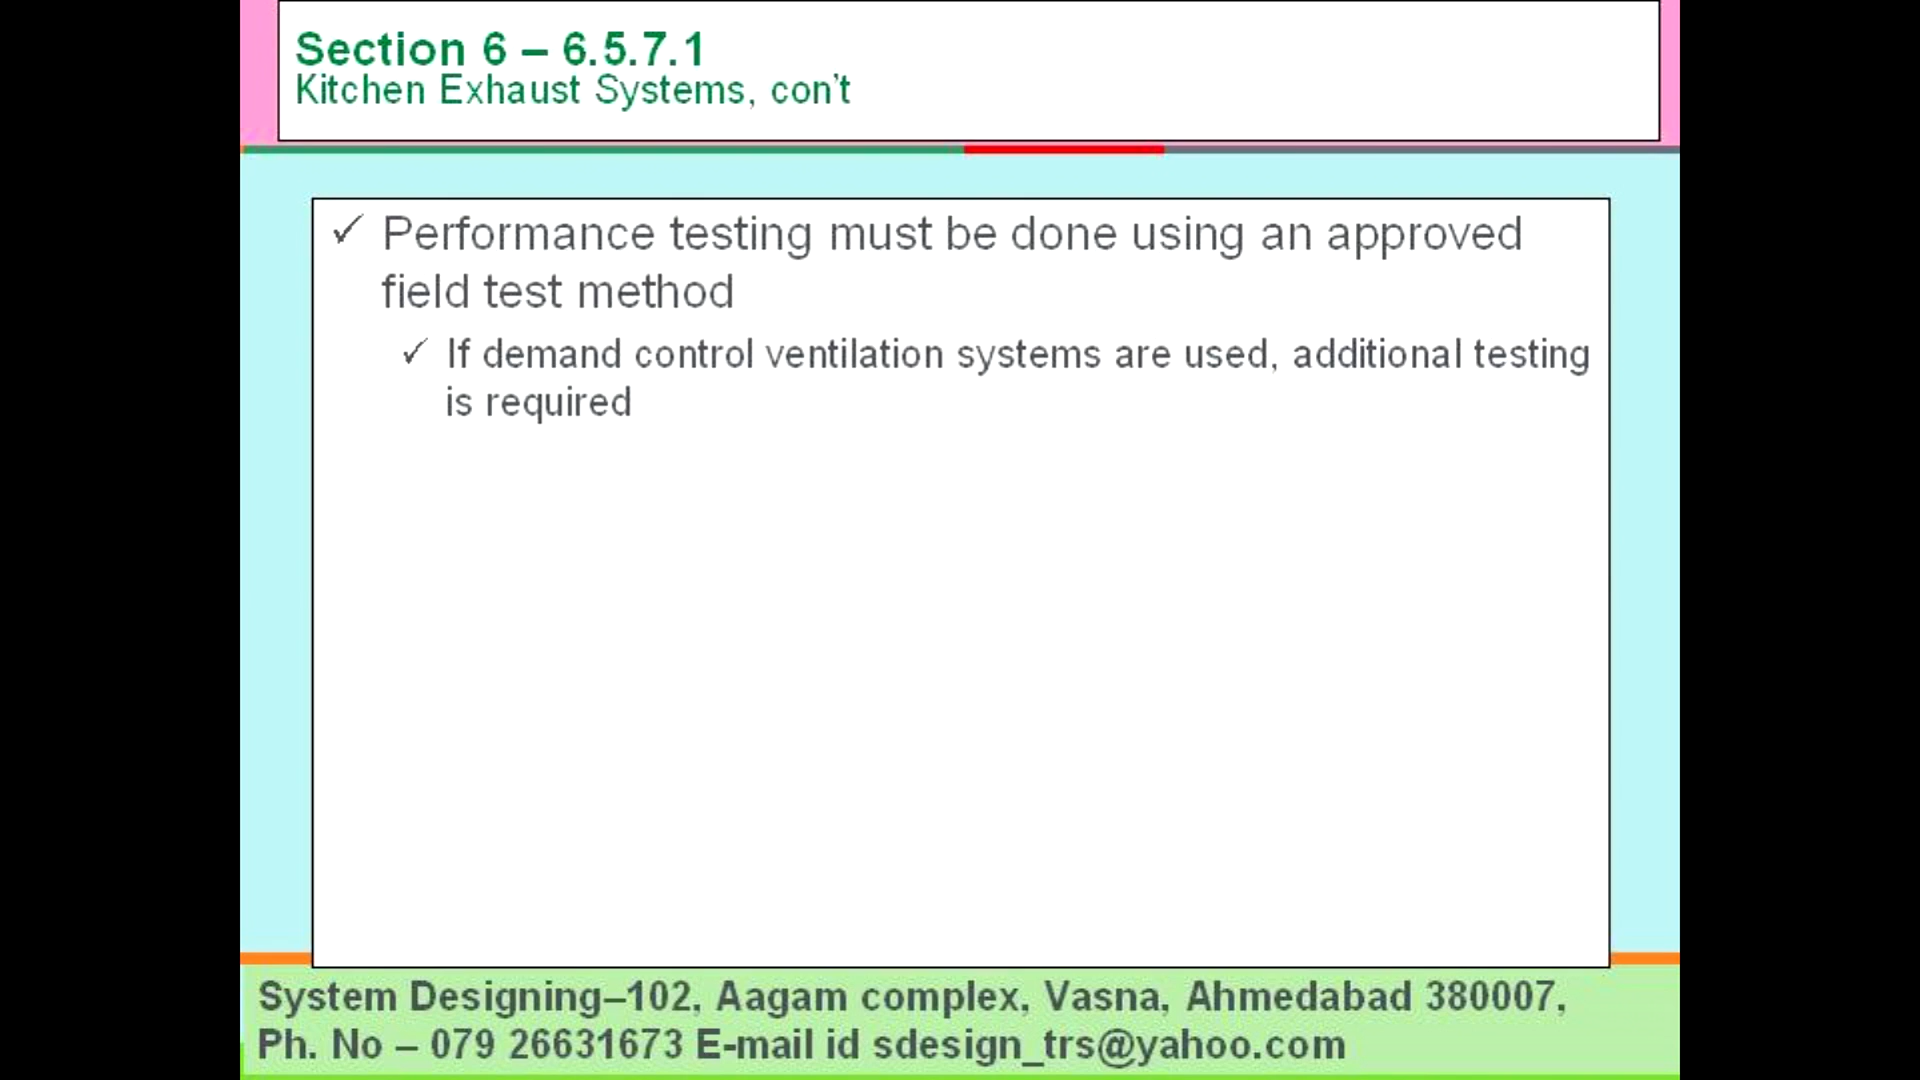 Section 6 – 6.5.7.1
Kitchen Exhaust Systems, con't
✓ Performance testing must be done using an approved
field test method
✓ If demand control ventilation systems are used, additional testing
is required
System Designing–102, Aagam complex, Vasna, Ahmedabad 380007,
Ph. No – 079 26631673 E-mail id sdesign_trs@yahoo.com